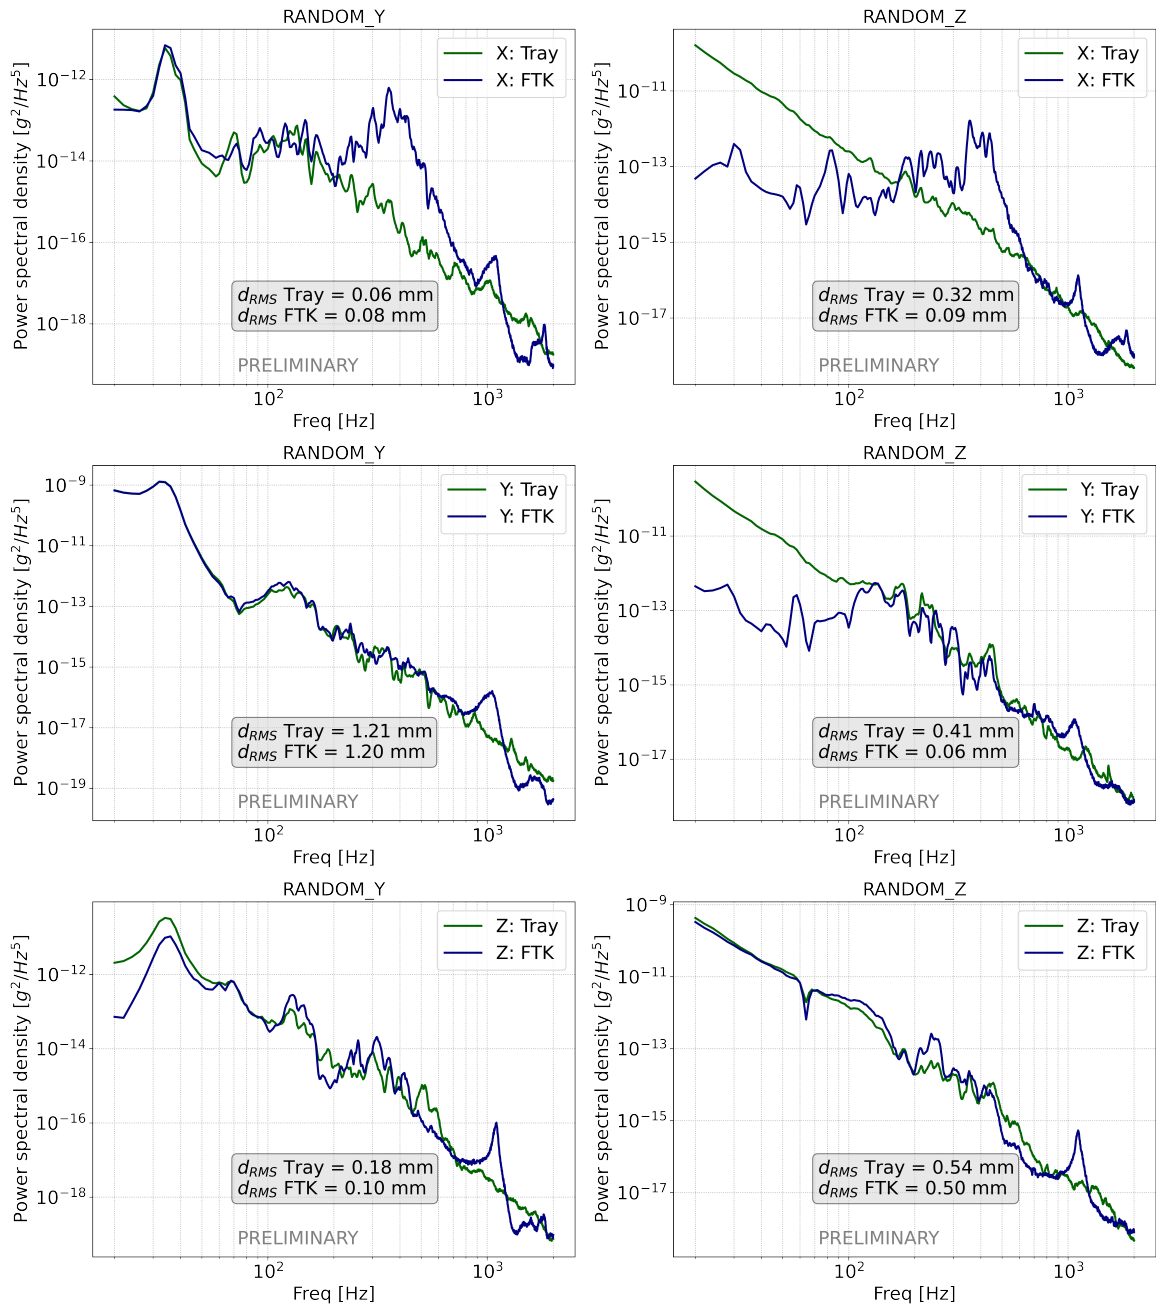 RANDOM_Y
Power spectral density [g²/Hz⁵]
10⁻¹²
10⁻¹⁴
10⁻¹⁶
10⁻¹⁸
X: Tray
X: FTK
d_RMS Tray = 0.06 mm
d_RMS FTK = 0.08 mm
PRELIMINARY
10² 10³
Freq [Hz]
RANDOM_Z
Power spectral density [g²/Hz⁵]
10⁻¹¹
10⁻¹³
10⁻¹⁵
10⁻¹⁷
X: Tray
X: FTK
d_RMS Tray = 0.32 mm
d_RMS FTK = 0.09 mm
PRELIMINARY
10² 10³
Freq [Hz]
RANDOM_Y
Power spectral density [g²/Hz⁵]
10⁻⁹
10⁻¹¹
10⁻¹³
10⁻¹⁵
10⁻¹⁷
10⁻¹⁹
Y: Tray
Y: FTK
d_RMS Tray = 1.21 mm
d_RMS FTK = 1.20 mm
PRELIMINARY
10² 10³
Freq [Hz]
RANDOM_Z
Power spectral density [g²/Hz⁵]
10⁻¹¹
10⁻¹³
10⁻¹⁵
10⁻¹⁷
Y: Tray
Y: FTK
d_RMS Tray = 0.41 mm
d_RMS FTK = 0.06 mm
PRELIMINARY
10² 10³
Freq [Hz]
RANDOM_Y
Power spectral density [g²/Hz⁵]
10⁻¹²
10⁻¹⁴
10⁻¹⁶
10⁻¹⁸
Z: Tray
Z: FTK
d_RMS Tray = 0.18 mm
d_RMS FTK = 0.10 mm
PRELIMINARY
10² 10³
Freq [Hz]
RANDOM_Z
Power spectral density [g²/Hz⁵]
10⁻⁹
10⁻¹¹
10⁻¹³
10⁻¹⁵
10⁻¹⁷
Z: Tray
Z: FTK
d_RMS Tray = 0.54 mm
d_RMS FTK = 0.50 mm
PRELIMINARY
10² 10³
Freq [Hz]